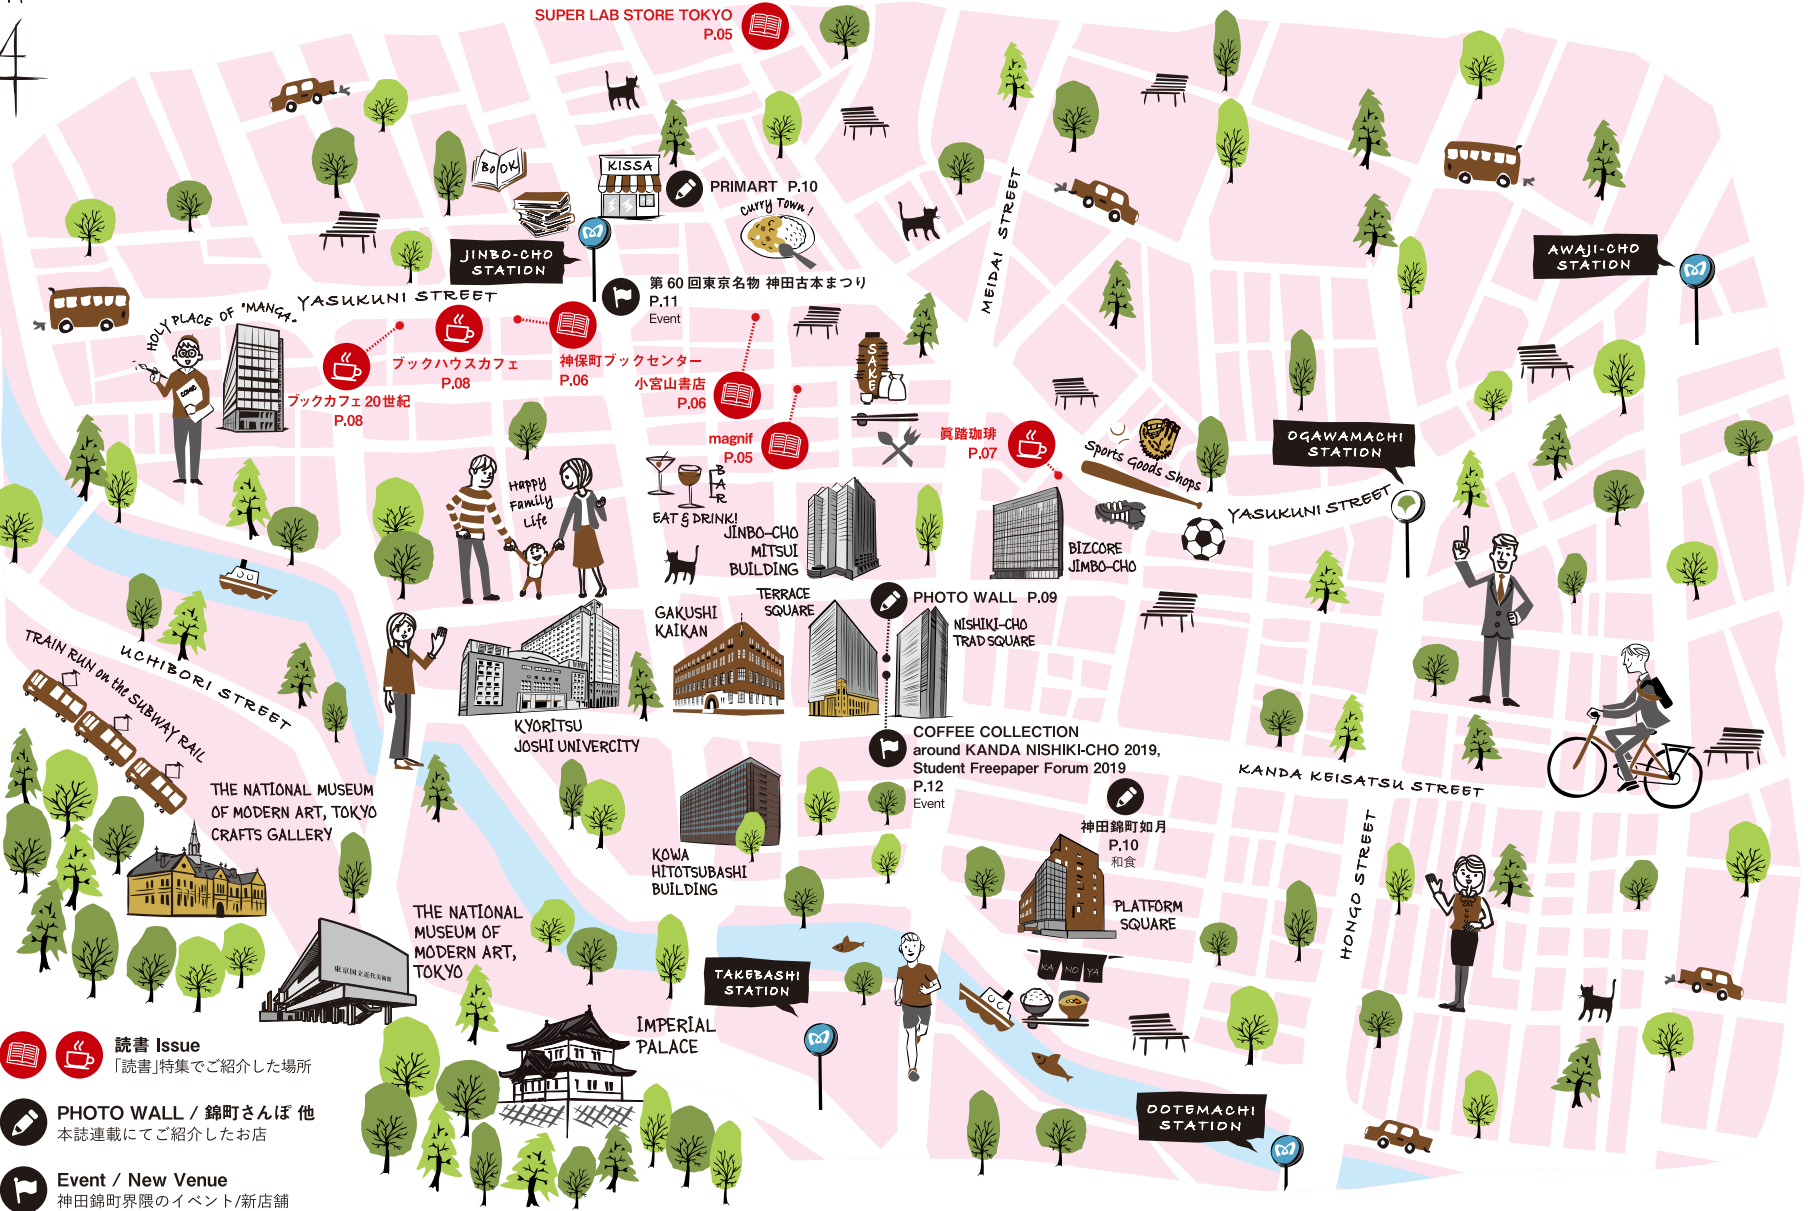 SUPER LAB STORE TOKYO
P.05
BOOK
KISSA
PRIMART P.10
Curry Town!
JINBO-CHO
STATION
MEIDAI STREET
AWAJI-CHO
STATION
第60回東京名物 神田古本まつり
P.11
Event
YASUKUNI STREET
HOLY PLACE OF "MANGA"
COMIC
ブックカフェ20世紀
P.08
ブックハウスカフェ
P.08
神保町ブックセンター
P.06
小宮山書店
P.06
magnif
P.05
SAKE
眞踏珈琲
P.07
Sports Goods Shops
OGAWAMACHI
STATION
YASUKUNI STREET
Happy
Family
Life
BAR
EAT & DRINK!
JINBO-CHO
MITSUI
BUILDING
BIZCORE
JIMBO-CHO
TERRACE
SQUARE
PHOTO WALL P.09
NISHIKI-CHO
TRAD SQUARE
GAKUSHI
KAIKAN
KYORITSU
JOSHI UNIVERCITY
UCHIBORI STREET
TRAIN RUN on the SUBWAY RAIL
COFFEE COLLECTION
around KANDA NISHIKI-CHO 2019,
Student Freepaper Forum 2019
P.12
Event
KANDA KEISATSU STREET
神田錦町如月
P.10
和食
HONGO STREET
THE NATIONAL MUSEUM
OF MODERN ART, TOKYO
CRAFTS GALLERY
KOWA
HITOTSUBASHI
BUILDING
PLATFORM
SQUARE
THE NATIONAL
MUSEUM OF
MODERN ART,
TOKYO
東京国立近代美術館
TAKEBASHI
STATION
KA NO YA
IMPERIAL
PALACE
OOTEMACHI
STATION
読書 Issue
「読書」特集でご紹介した場所
PHOTO WALL / 錦町さんぽ 他
本誌連載にてご紹介したお店
Event / New Venue
神田錦町界隈のイベント/新店舗